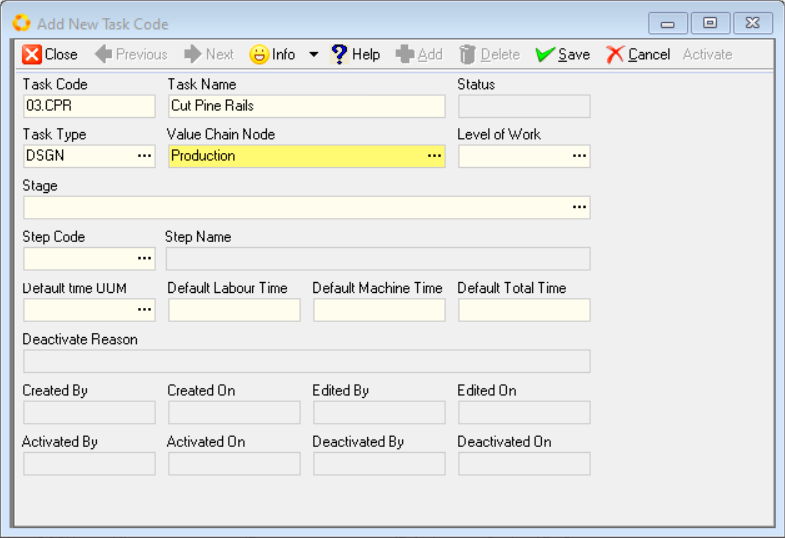 Add New Task Code
Close Previous Next Info Help Add Delete Save Cancel Activate
Task Code Task Name Status
03.CPR Cut Pine Rails
Task Type Value Chain Node Level of Work
DSGN ... Production ... ...
Stage
...
Step Code Step Name
...
Default time UOM Default Labour Time Default Machine Time Default Total Time
...
Deactivate Reason
Created By Created On Edited By Edited On
Activated By Activated On Deactivated By Deactivated On